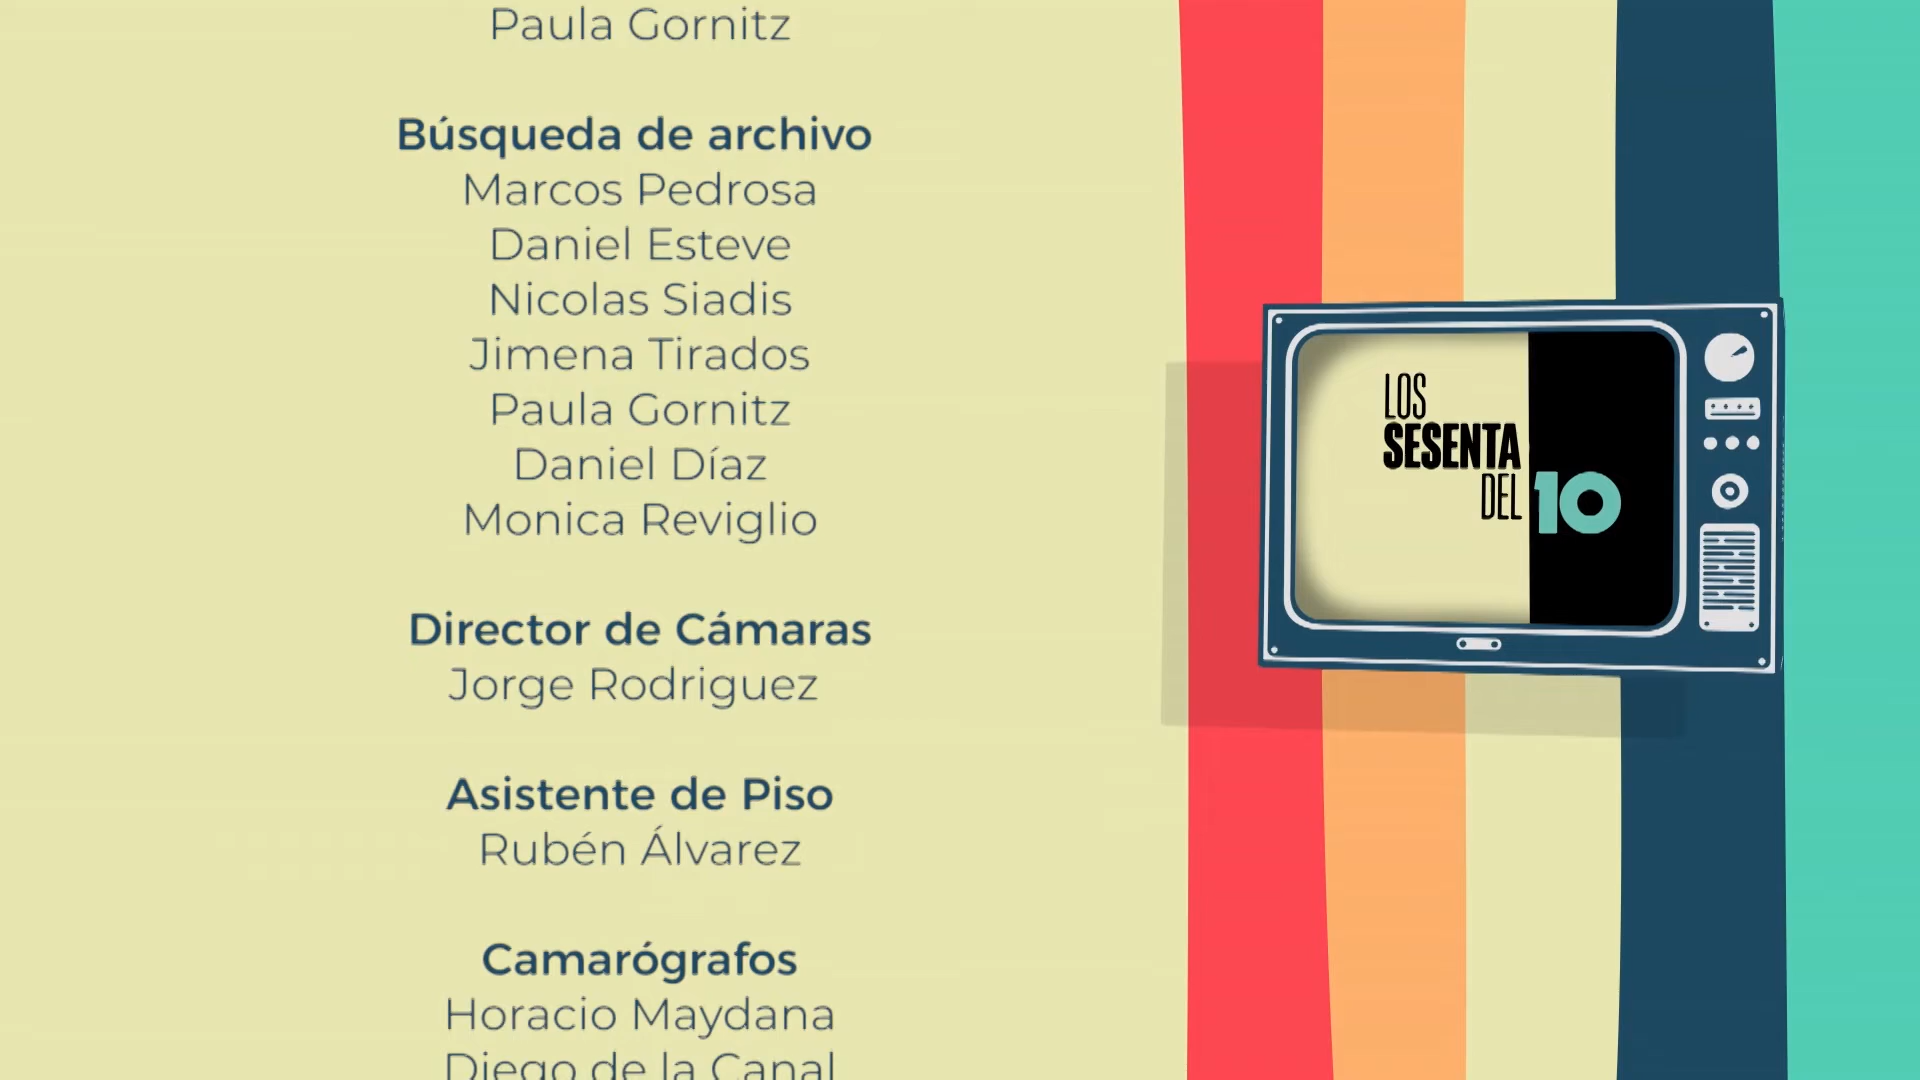 Paula Gornitz
Búsqueda de archivo
Marcos Pedrosa
Daniel Esteve
Nicolas Siadis
Jimena Tirados
Paula Gornitz
Daniel Díaz
Monica Reviglio
Director de Cámaras
Jorge Rodriguez
Asistente de Piso
Rubén Álvarez
Camarógrafos
Horacio Maydana
Diego de la Canal
LOS
SESENTA
DEL 10